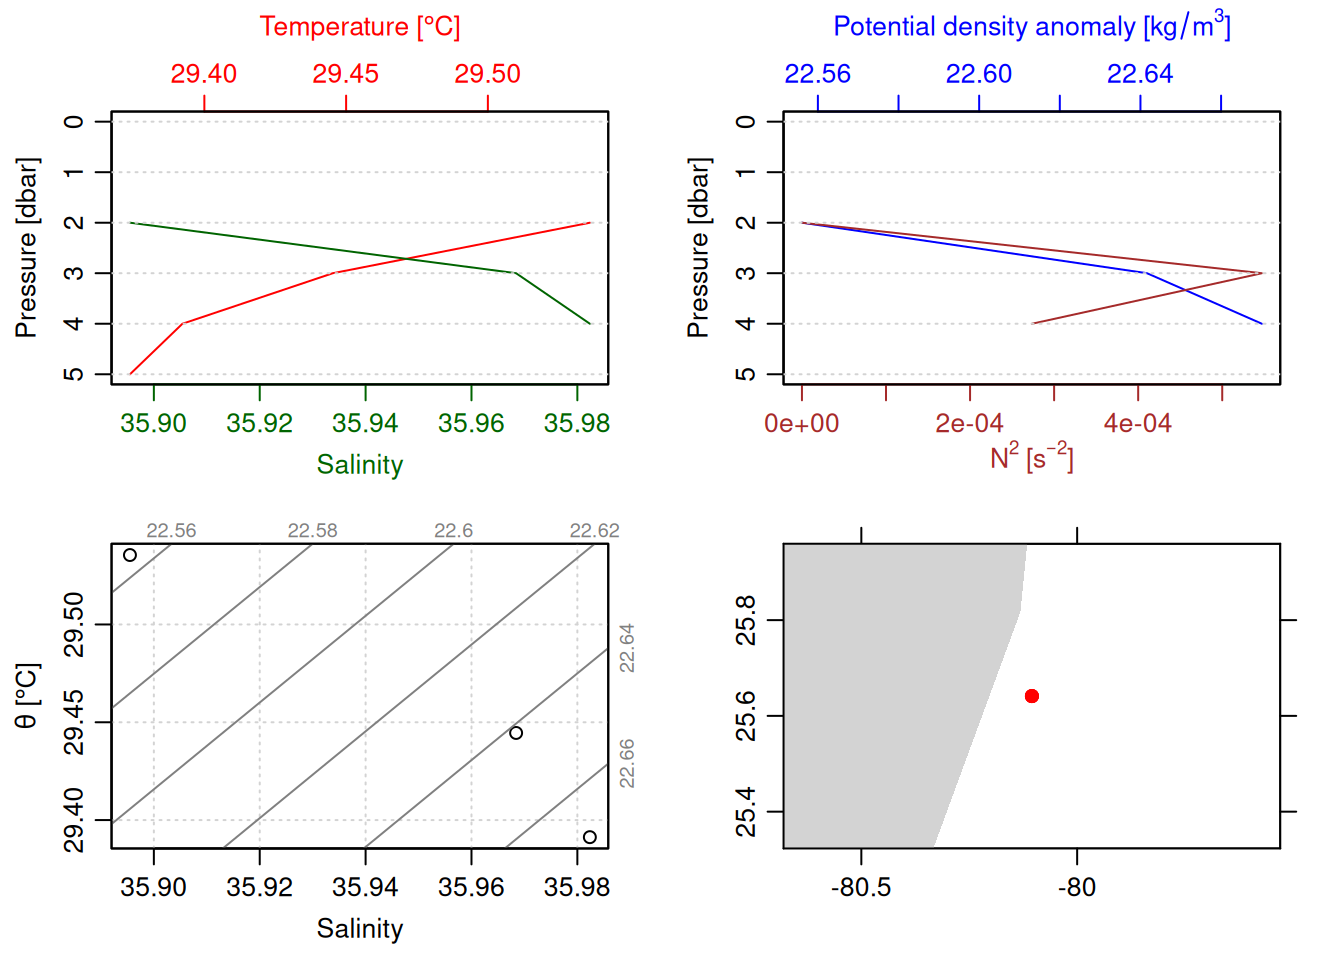 Temperature [°C]
29.40 29.45 29.50
0
1
2
3
4
5
Pressure [dbar]
35.90 35.92 35.94 35.96 35.98
Salinity
Potential density anomaly [kg/m³]
22.56 22.60 22.64
0
1
2
3
4
5
Pressure [dbar]
0e+00 2e-04 4e-04
N² [s⁻²]
22.56 22.58 22.6 22.62
22.64
22.66
29.50
29.45
29.40
θ [°C]
35.90 35.92 35.94 35.96 35.98
Salinity
25.8
25.6
25.4
-80.5 -80